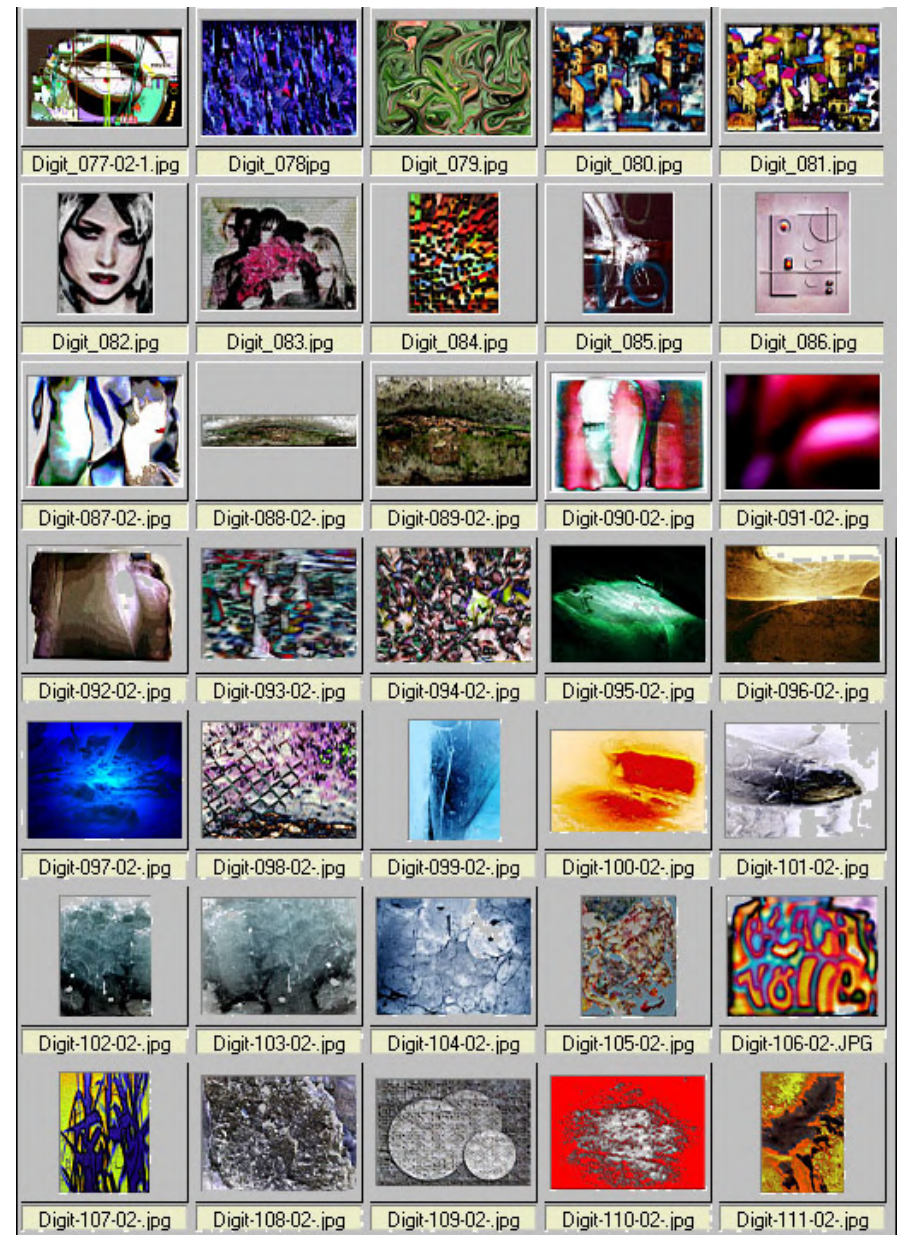 Digit_077-02-1.jpg Digit_078jpg Digit_079.jpg Digit_080.jpg Digit_081.jpg
Digit_082.jpg Digit_083.jpg Digit_084.jpg Digit_085.jpg Digit_086.jpg
Digit-087-02-.jpg Digit-088-02-.jpg Digit-089-02-.jpg Digit-090-02-.jpg Digit-091-02-.jpg
Digit-092-02-.jpg Digit-093-02-.jpg Digit-094-02-.jpg Digit-095-02-.jpg Digit-096-02-.jpg
Digit-097-02-.jpg Digit-098-02-.jpg Digit-099-02-.jpg Digit-100-02-.jpg Digit-101-02-.jpg
Digit-102-02-.jpg Digit-103-02-.jpg Digit-104-02-.jpg Digit-105-02-.jpg Digit-106-02-.JPG
Digit-107-02-.jpg Digit-108-02-.jpg Digit-109-02-.jpg Digit-110-02-.jpg Digit-111-02-.jpg